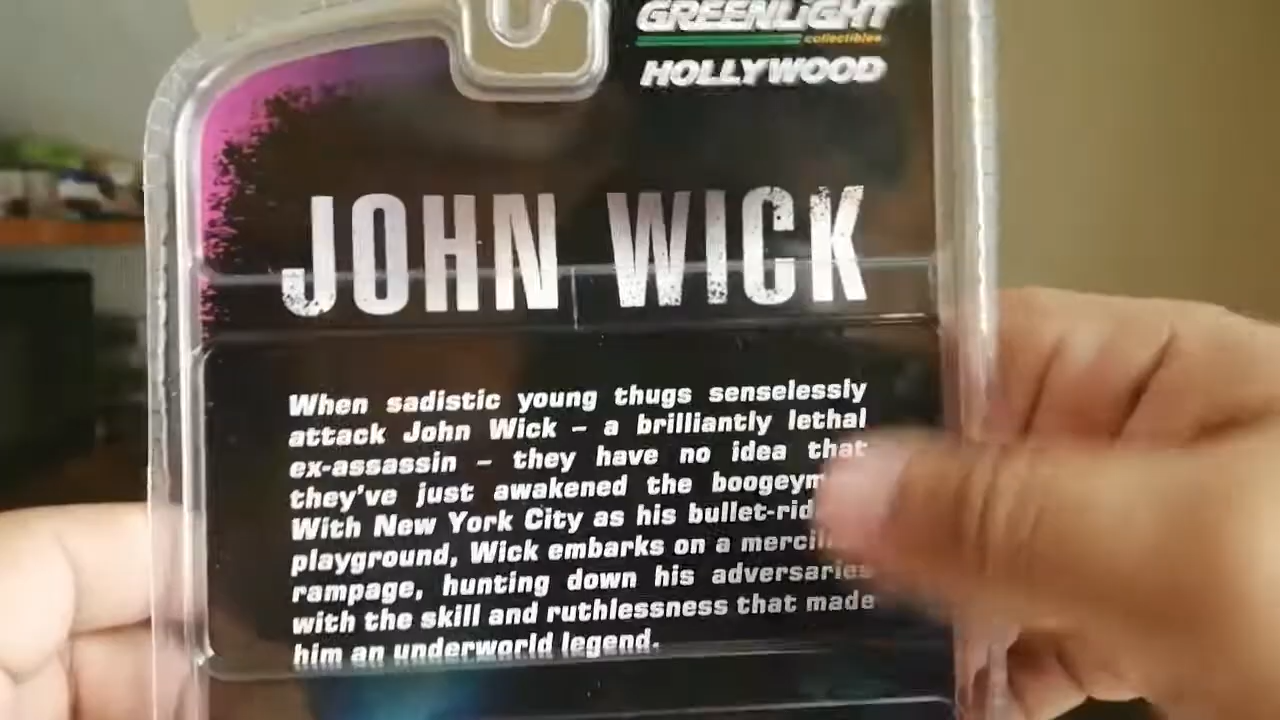 GREENLiGHT
collectibles
HOLLYWOOD
JOHN WICK
When sadistic young thugs senselessly
attack John Wick – a brilliantly lethal
ex-assassin – they have no idea that
they've just awakened the
With New York City as his
playground, Wick embarks on a
rampage, hunting down his adversaries
with the skill and ruthlessness that made
him an underworld legend.